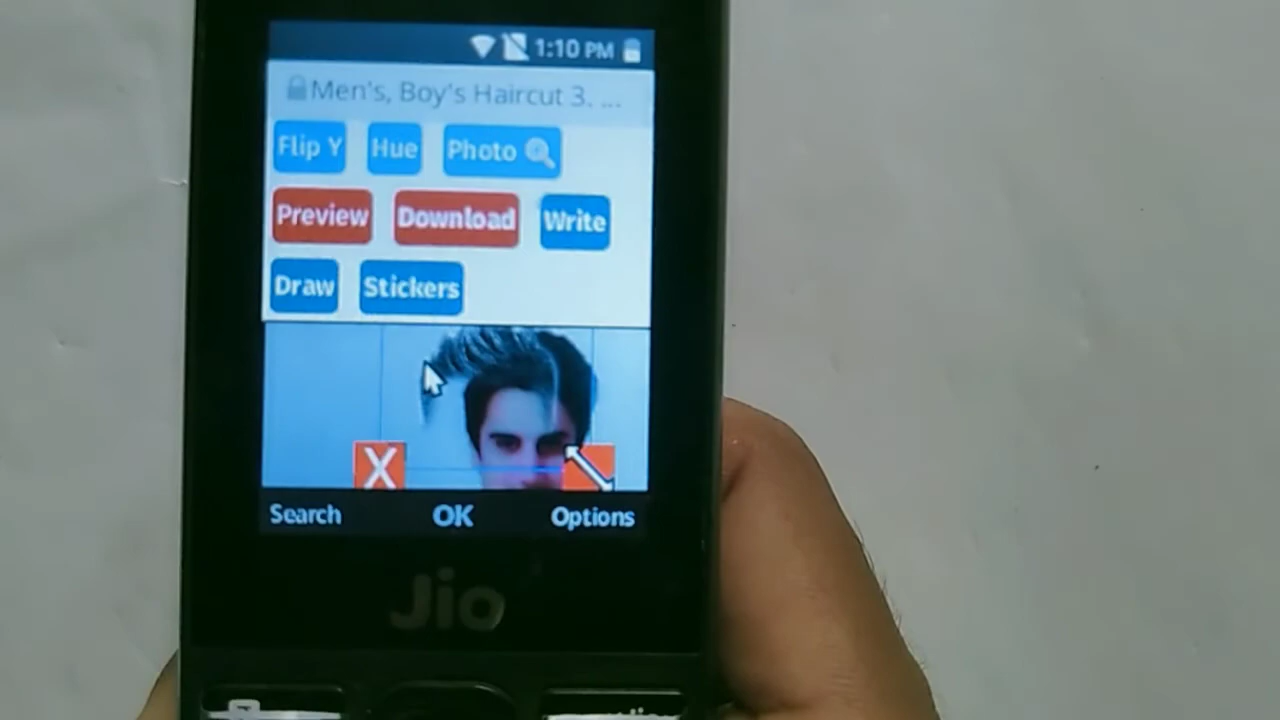 1:10 PM
Men's, Boy's Haircut 3. ...
Flip Y Hue Photo
Preview Download Write
Draw Stickers
X
Search OK Options
Jio